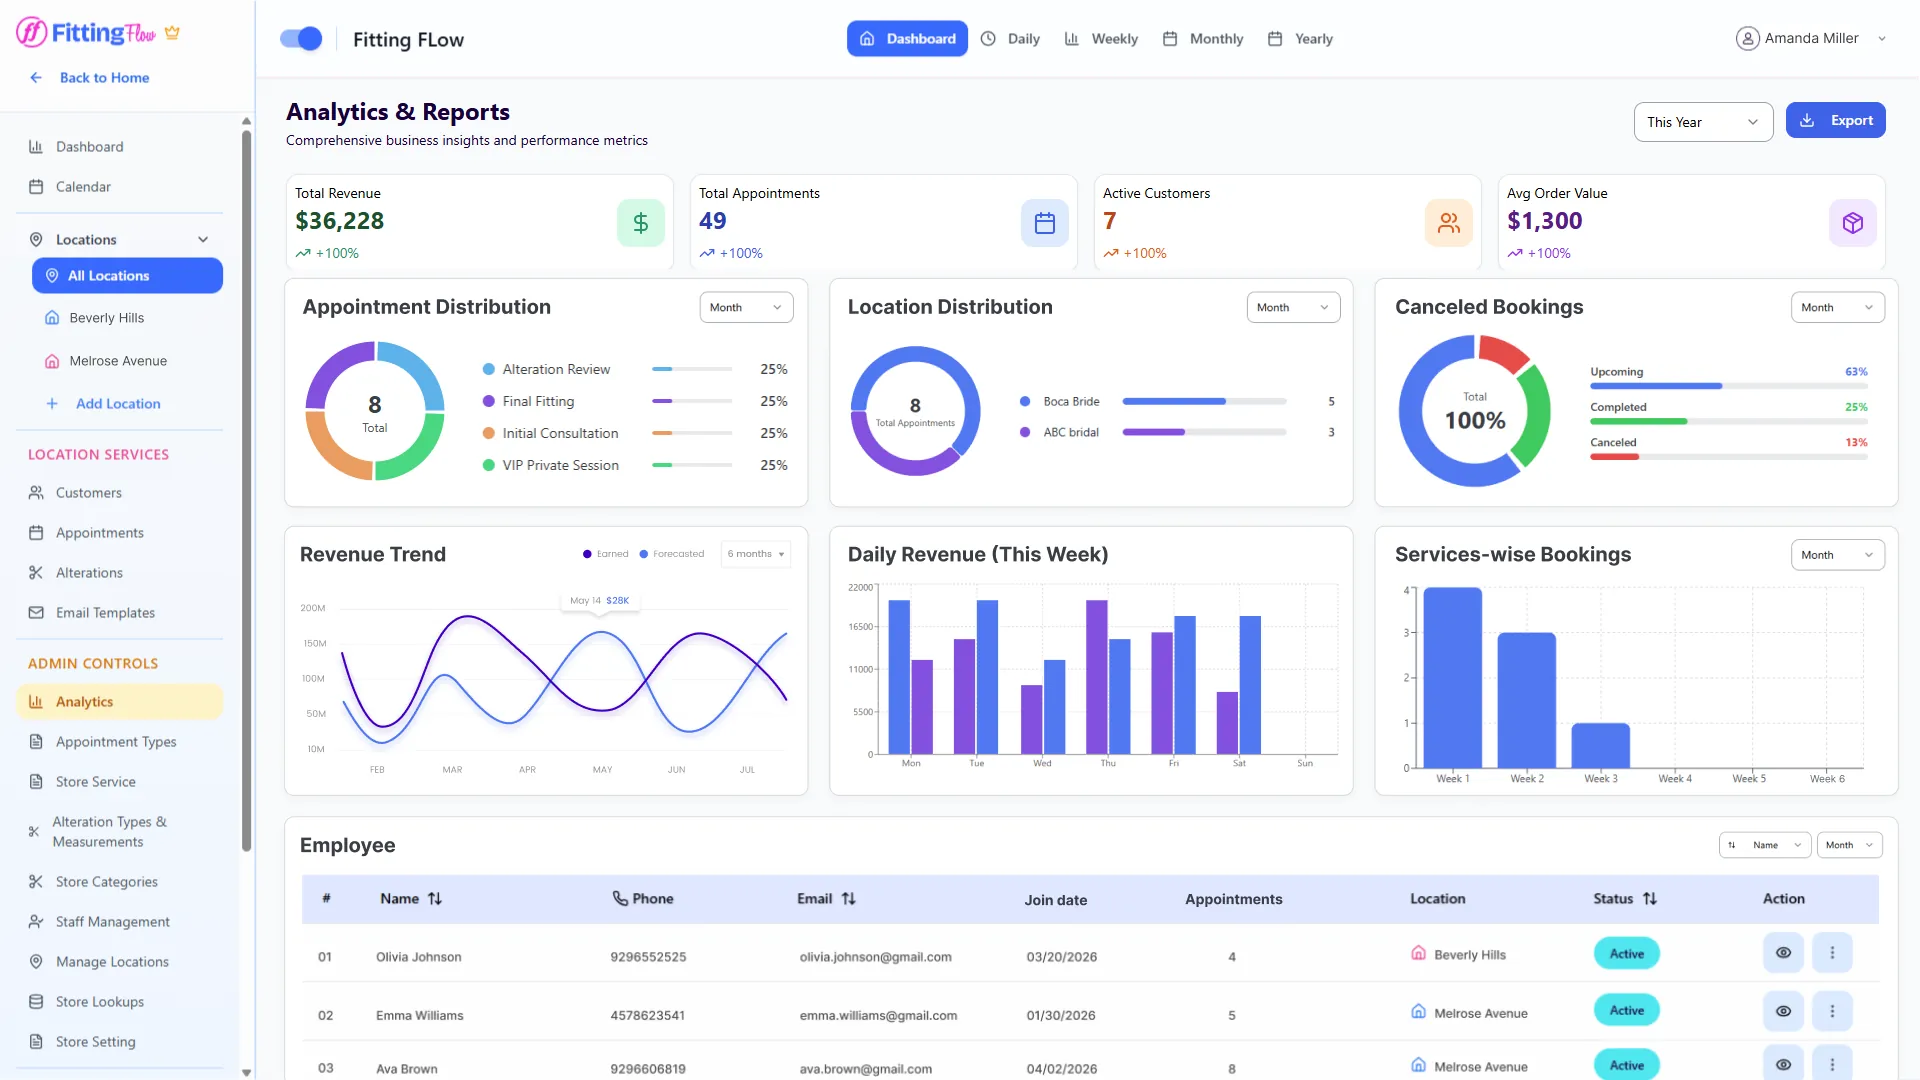 ff FittingFlow
Back to Home
Dashboard
Calendar
Locations
All Locations
Beverly Hills
Melrose Avenue
Add Location
LOCATION SERVICES
Customers
Appointments
Alterations
Email Templates
ADMIN CONTROLS
Analytics
Appointment Types
Store Service
Alteration Types &
Measurements
Store Categories
Staff Management
Manage Locations
Store Lookups
Store Setting
Fitting FLow
Dashboard Daily Weekly Monthly Yearly
Amanda Miller
Analytics & Reports
Comprehensive business insights and performance metrics
This Year
Export
Total Revenue
$36,228
+100%
Total Appointments
49
+100%
Active Customers
7
+100%
Avg Order Value
$1,300
+100%
Appointment Distribution
Month
8
Total
Alteration Review 25%
Final Fitting 25%
Initial Consultation 25%
VIP Private Session 25%
Location Distribution
Month
8
Total Appointments
Boca Bride 5
ABC bridal 3
Canceled Bookings
Month
Total
100%
Upcoming 63%
Completed 25%
Canceled 13%
Revenue Trend
Earned Forecasted 6 months
May 14 $28K
200M
150M
100M
50M
10M
FEB MAR APR MAY JUN JUL
Daily Revenue (This Week)
22000
16500
11000
5500
0
Mon Tue Wed Thu Fri Sat Sun
Services-wise Bookings
Month
4
3
2
1
0
Week 1 Week 2 Week 3 Week 4 Week 5 Week 6
Employee
Name Month
# Name Phone Email Join date Appointments Location Status Action
01 Olivia Johnson 9296552525 olivia.johnson@gmail.com 03/20/2026 4 Beverly Hills Active
02 Emma Williams 4578623541 emma.williams@gmail.com 01/30/2026 5 Melrose Avenue Active
03 Ava Brown 9296606819 ava.brown@gmail.com 04/02/2026 8 Melrose Avenue Active